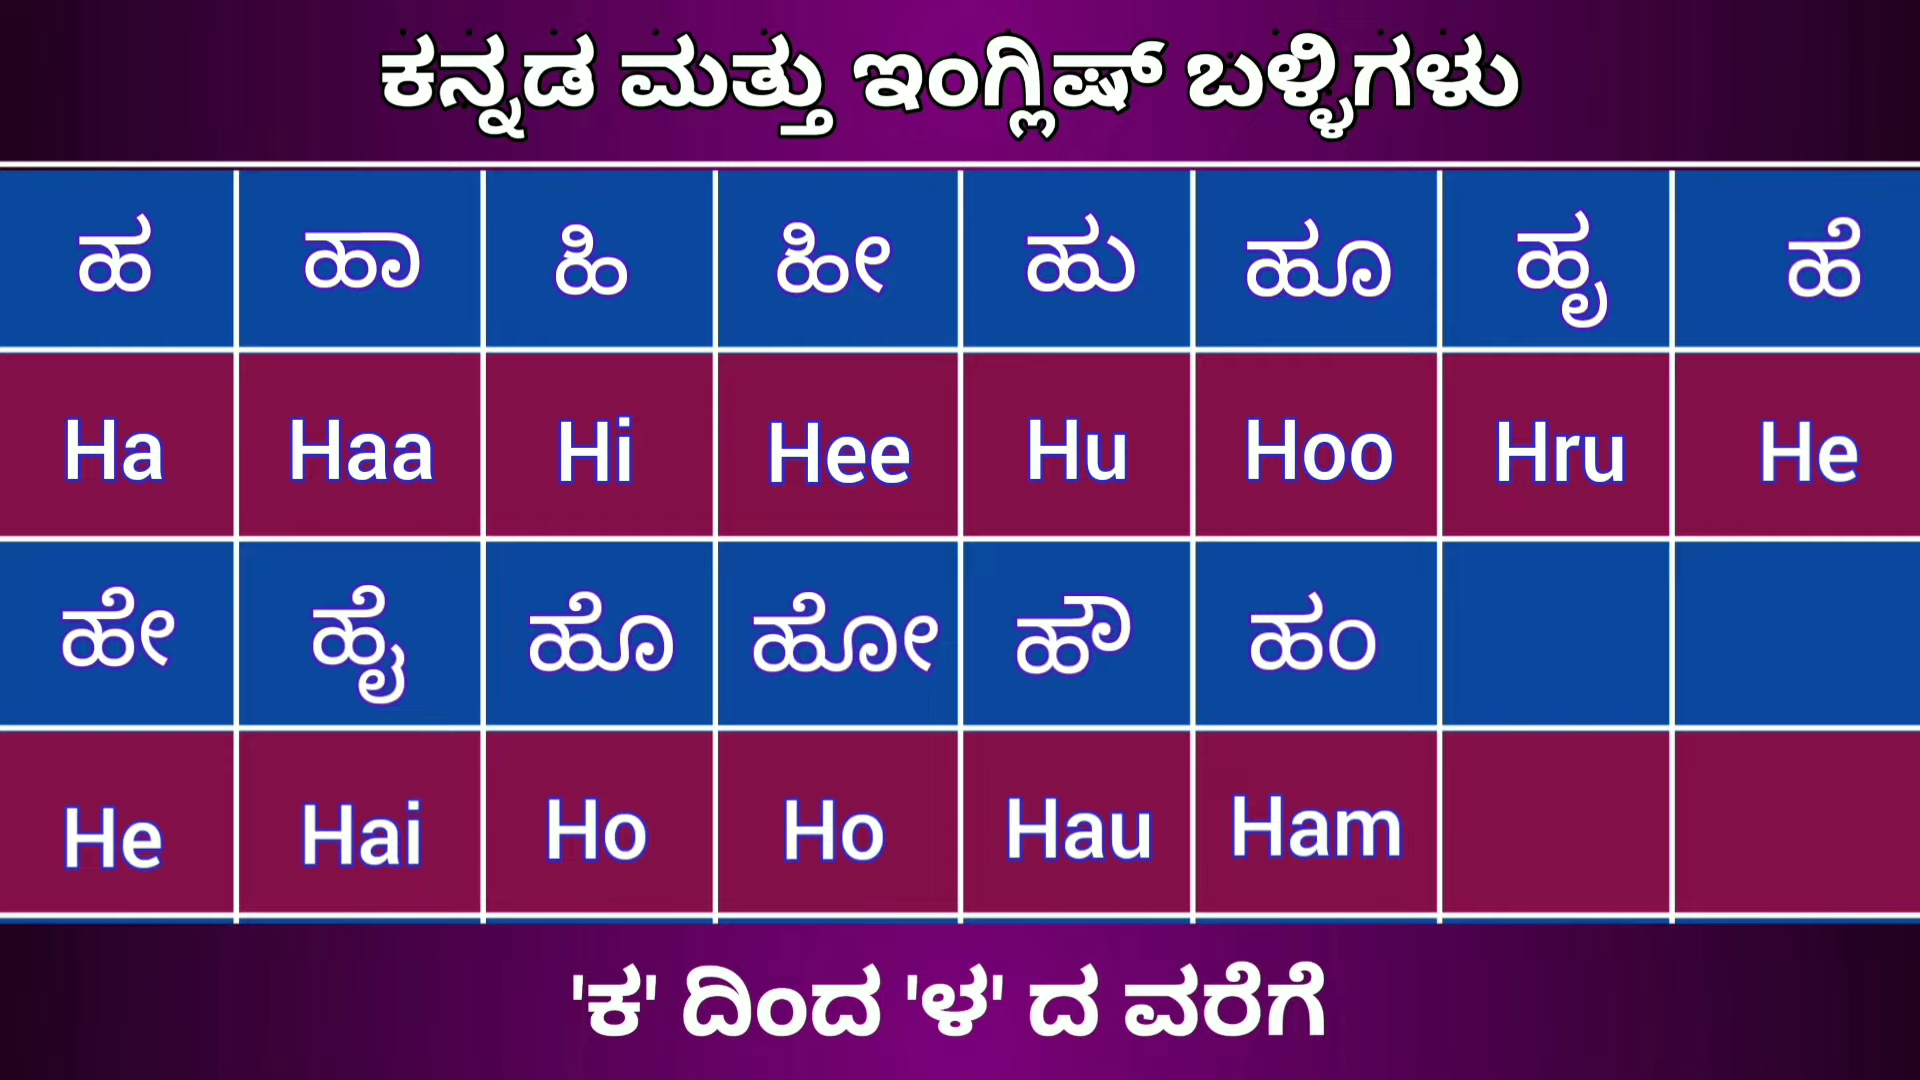 ಕನ್ನಡ ಮತ್ತು ಇಂಗ್ಲಿಷ್ ಬಳ್ಳಿಗಳು
ಹ ಹಾ ಹಿ ಹೀ ಹು ಹೂ ಹೃ ಹೆ
Ha Haa Hi Hee Hu Hoo Hru He
ಹೇ ಹೈ ಹೊ ಹೋ ಹೌ ಹಂ
He Hai Ho Ho Hau Ham
'ಕ' ದಿಂದ 'ಳ' ದ ವರೆಗೆ